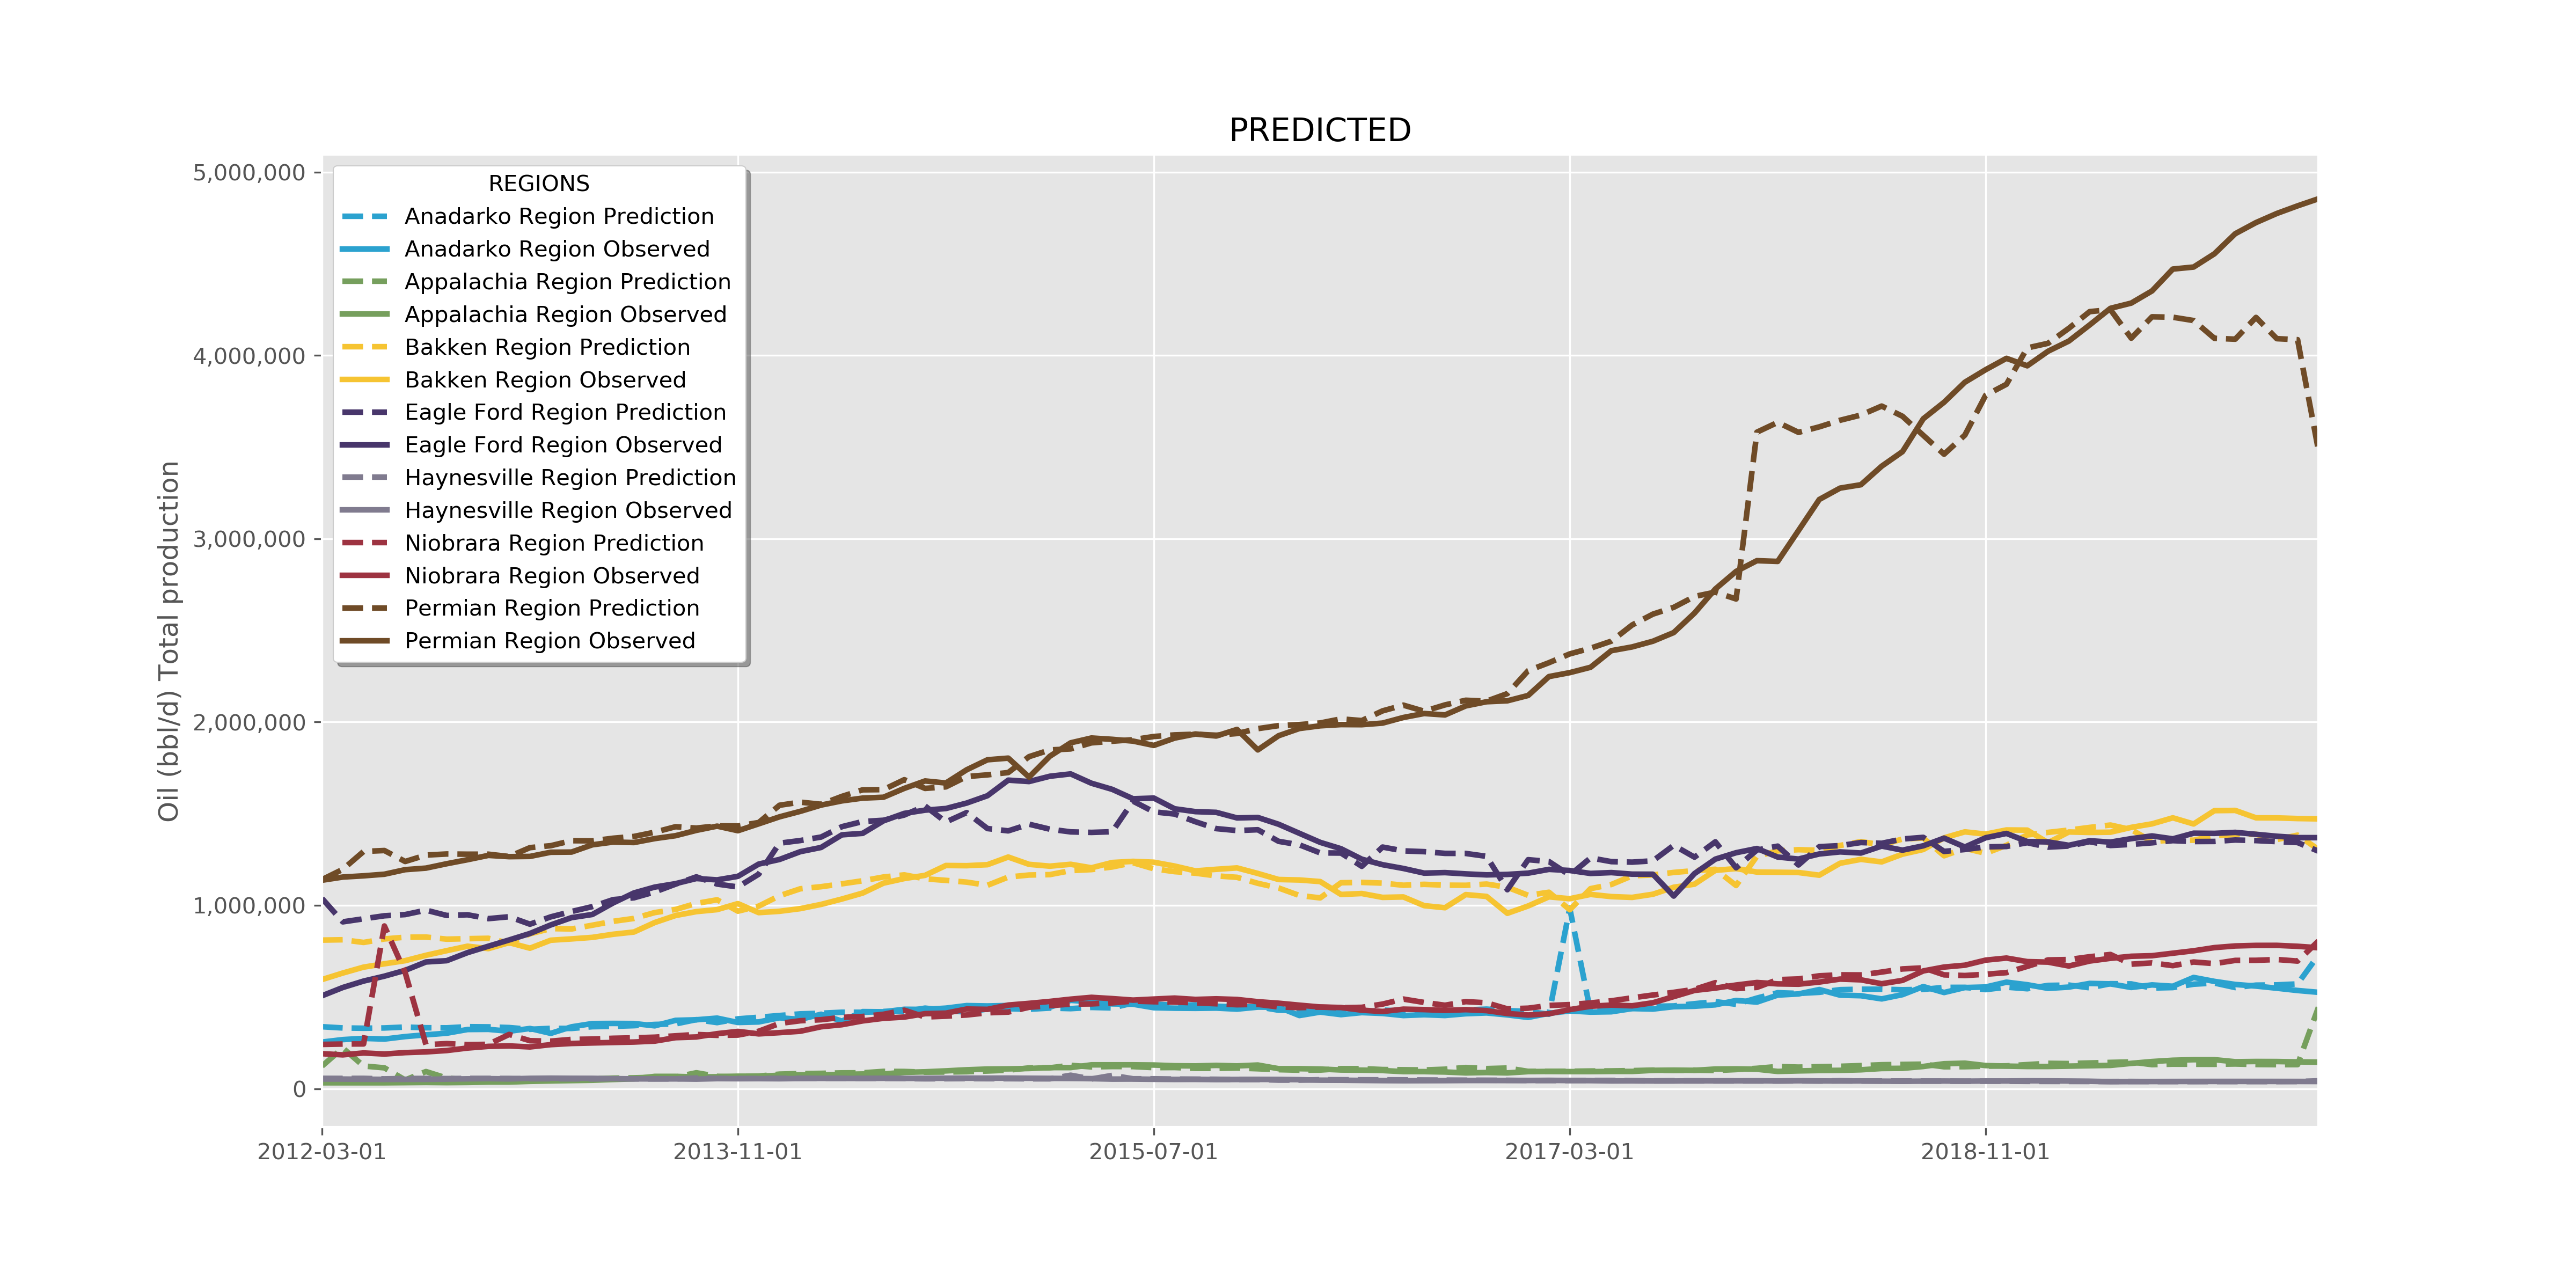 PREDICTED
5,000,000
4,000,000
3,000,000
2,000,000
1,000,000
0
Oil (bbl/d) Total production
REGIONS
Anadarko Region Prediction
Anadarko Region Observed
Appalachia Region Prediction
Appalachia Region Observed
Bakken Region Prediction
Bakken Region Observed
Eagle Ford Region Prediction
Eagle Ford Region Observed
Haynesville Region Prediction
Haynesville Region Observed
Niobrara Region Prediction
Niobrara Region Observed
Permian Region Prediction
Permian Region Observed
2012-03-01
2013-11-01
2015-07-01
2017-03-01
2018-11-01